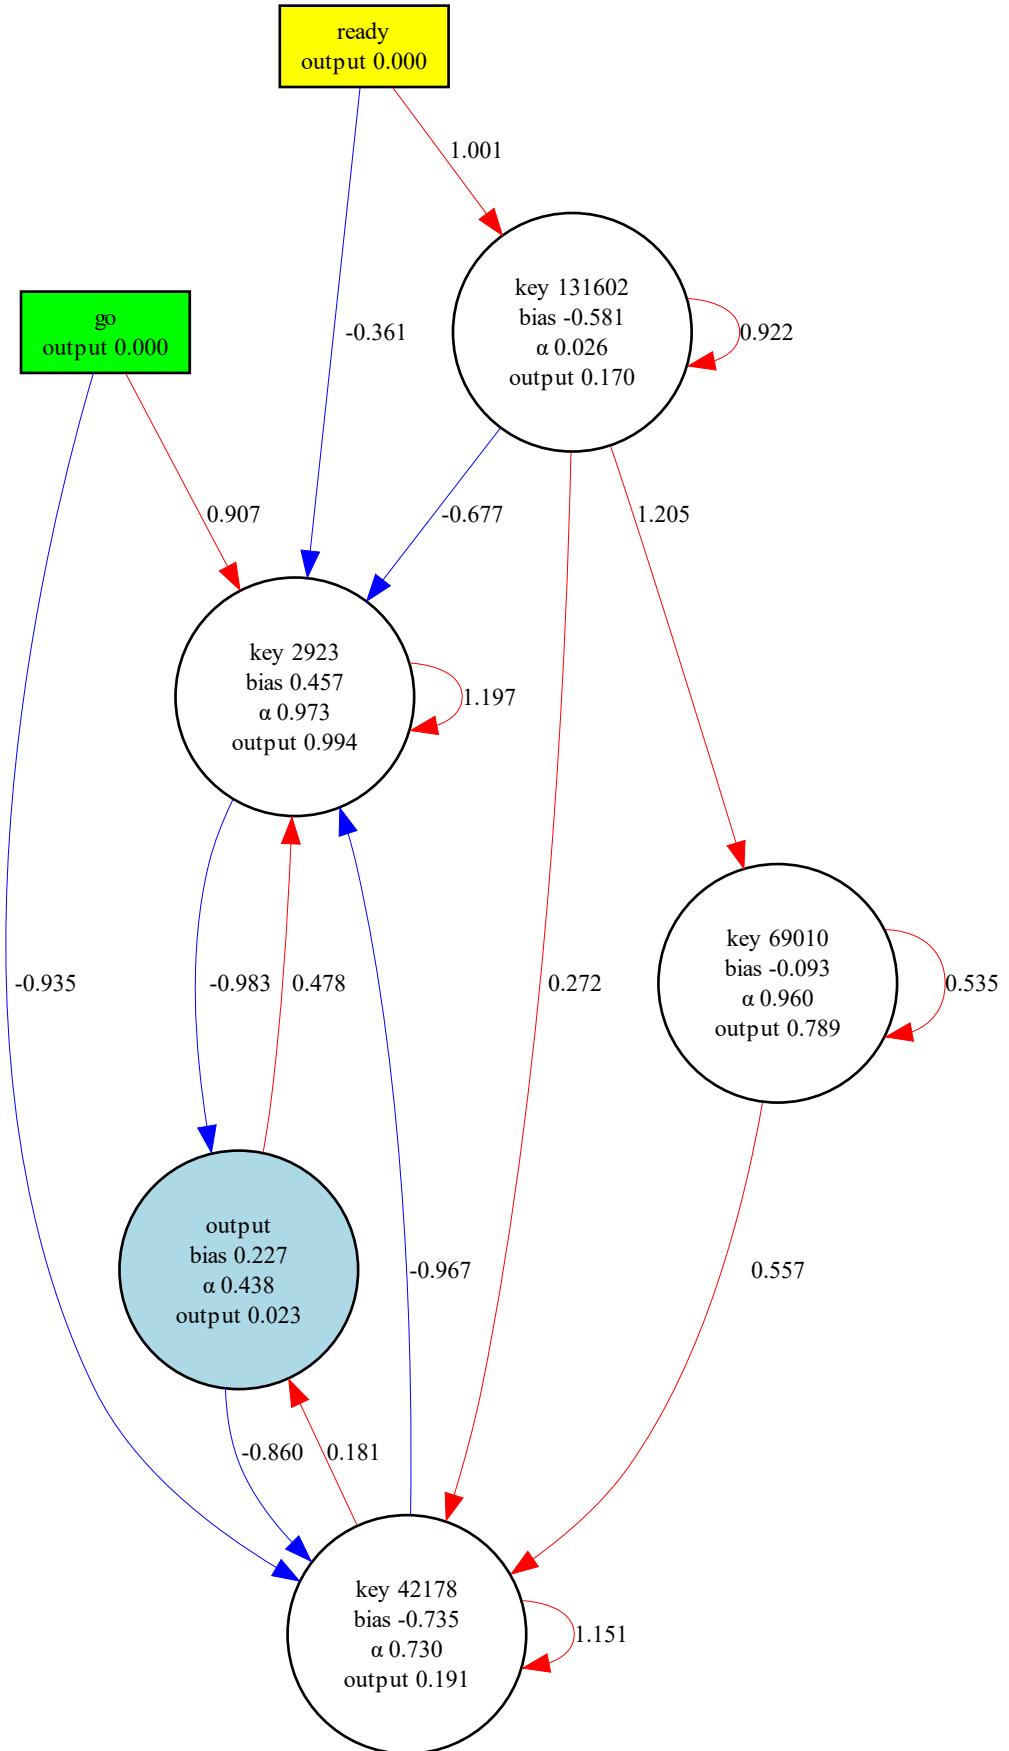 ready
output 0.000
1.001
key 131602
bias -0.581
α 0.026
output 0.170
0.922
go
output 0.000
-0.361
0.907
-0.677
1.205
key 2923
bias 0.457
α 0.973
output 0.994
1.197
key 69010
bias -0.093
α 0.960
output 0.789
0.535
-0.935
-0.983
0.478
0.272
output
bias 0.227
α 0.438
output 0.023
-0.967
0.557
-0.860
0.181
key 42178
bias -0.735
α 0.730
output 0.191
1.151